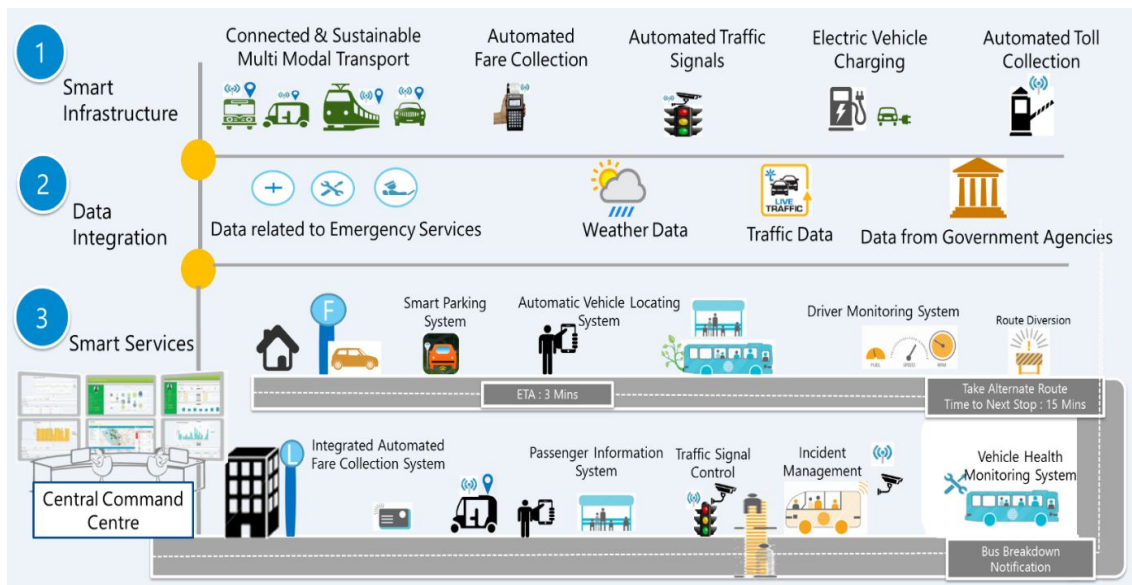 1
Smart
Infrastructure
Connected & Sustainable
Multi Modal Transport
Automated
Fare Collection
Automated Traffic
Signals
Electric Vehicle
Charging
Automated Toll
Collection
2
Data
Integration
Data related to Emergency Services
Weather Data
LIVE
TRAFFIC
Traffic Data
Data from Government Agencies
3
Smart Services
F
Smart Parking
System
Automatic Vehicle Locating
System
Driver Monitoring System
FUEL
SPEED
RPM
Route Diversion
ETA : 3 Mins
Take Alternate Route
Time to Next Stop : 15 Mins
Central Command
Centre
L
Integrated Automated
Fare Collection System
Passenger Information
System
Traffic Signal
Control
Incident
Management
Vehicle Health
Monitoring System
Bus Breakdown
Notification